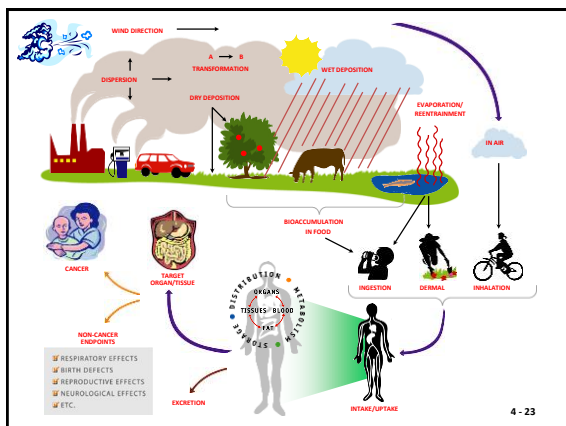 WIND DIRECTION
A → B
TRANSFORMATION
WET DEPOSITION
DISPERSION
DRY DEPOSITION
EVAPORATION/
REENTRAINMENT
IN AIR
BIOACCUMULATION
IN FOOD
CANCER
TARGET
ORGAN/TISSUE
INGESTION
DERMAL
INHALATION
DISTRIBUTION
METABOLISM
STORAGE
ORGANS
TISSUES
BLOOD
FAT
NON-CANCER
ENDPOINTS
RESPIRATORY EFFECTS
BIRTH DEFECTS
REPRODUCTIVE EFFECTS
NEUROLOGICAL EFFECTS
ETC.
EXCRETION
INTAKE/UPTAKE
4 - 23